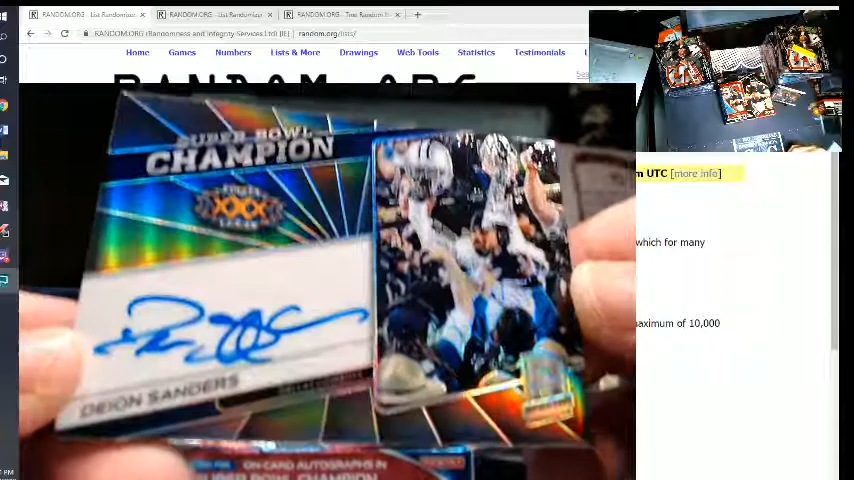 RANDOM.ORG - List Randomizer
RANDOM.ORG - List Randomizer
RANDOM.ORG - True Random
RANDOM.ORG (Randomness and Integrity Services Ltd) [IE]
random.org/lists/
Home
Games
Numbers
Lists & More
Drawings
Web Tools
Statistics
Testimonials
RANDOM.ORG
m UTC [more info]
which for many
aximum of 10,000
SUPER BOWL
CHAMPION
XXX
DEION SANDERS
ON-CARD AUTOGRAPHS IN
SUPER BOWL CHAMPION